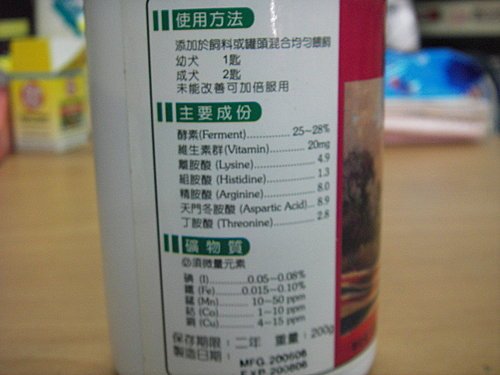 使用方法
添加於飼料或罐頭混合均勻餵飼
幼犬 1匙
成犬 2匙
未能改善可加倍服用
主要成份
酵素(Ferment)................. 25~28%
維生素群(Vitamin)........... 20mg
離胺酸 (Lysine)...................... 4.9
組胺酸 (Histidine).................. 1.3
精胺酸 (Arginine).................. 8.0
天門冬胺酸 (Aspartic Acid)... 8.9
丁胺酸 (Threonine)............... 2.8
礦物質
必須微量元素
碘 (I)...............0.05~0.08%
鐵(Fe)...........0.015~0.10%
錳(Mn)........... 10~50 ppm
鈷(Co)............ 1~10 ppm
銅(Cu)............ 4~15 ppm
保存期限：二年 重量：200g
製造日期： MFG. 200606
EXP. 200806